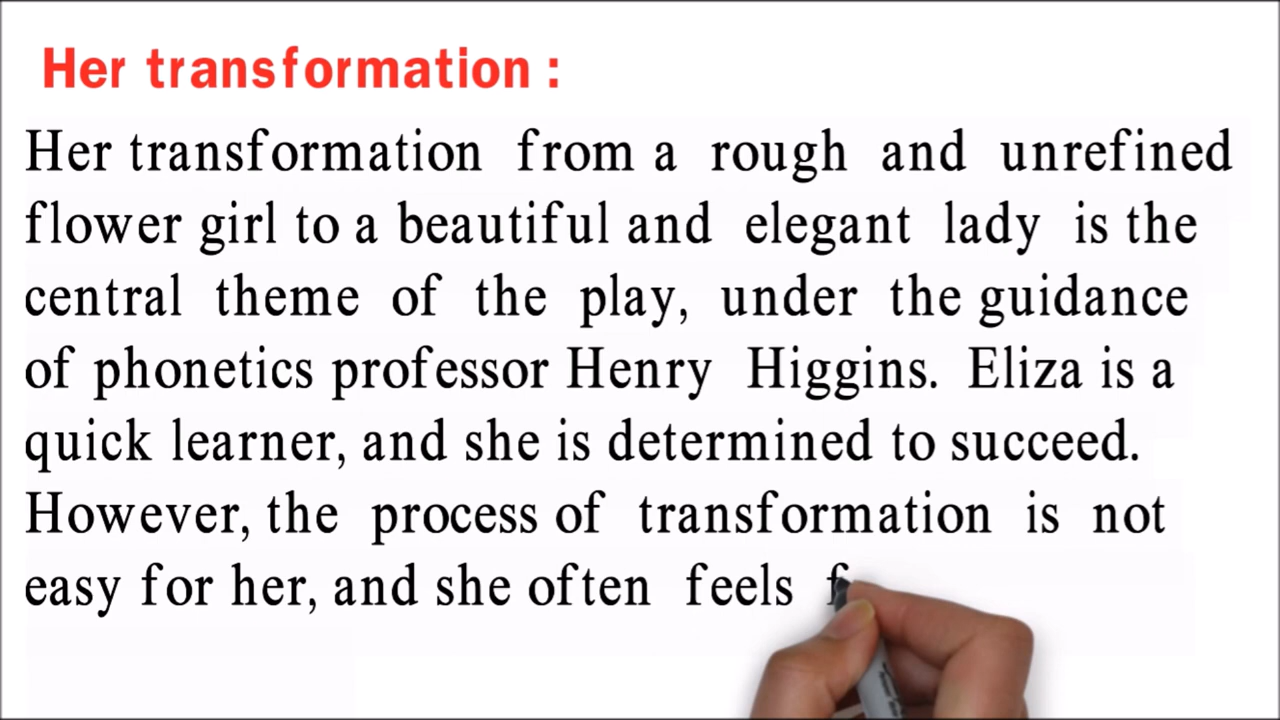 Her transformation :
Her transformation from a rough and unrefined
flower girl to a beautiful and elegant lady is the
central theme of the play, under the guidance
of phonetics professor Henry Higgins. Eliza is a
quick learner, and she is determined to succeed.
However, the process of transformation is not
easy for her, and she often feels